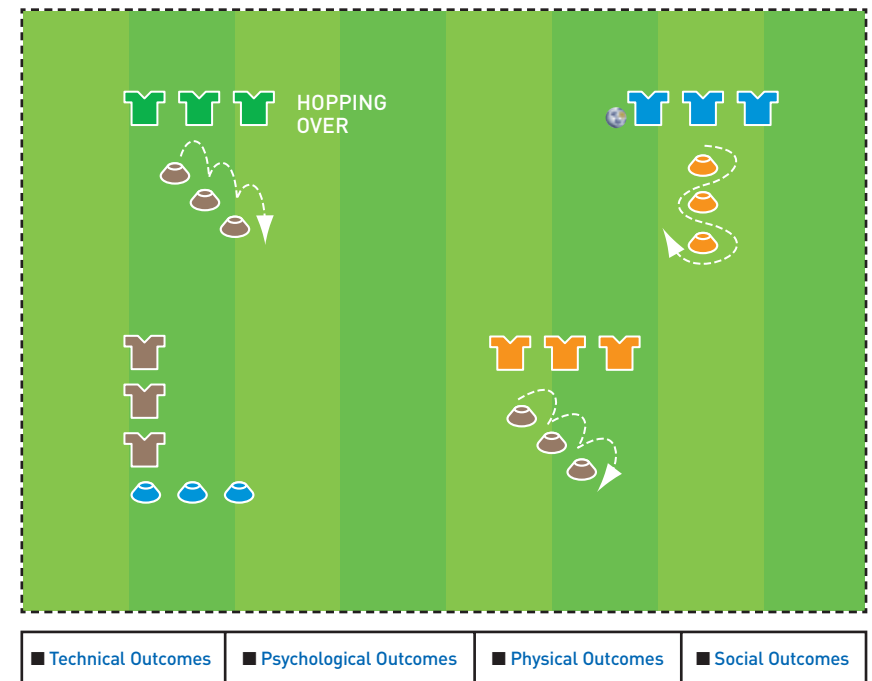 HOPPING
OVER
■ Technical Outcomes
■ Psychological Outcomes
■ Physical Outcomes
■ Social Outcomes